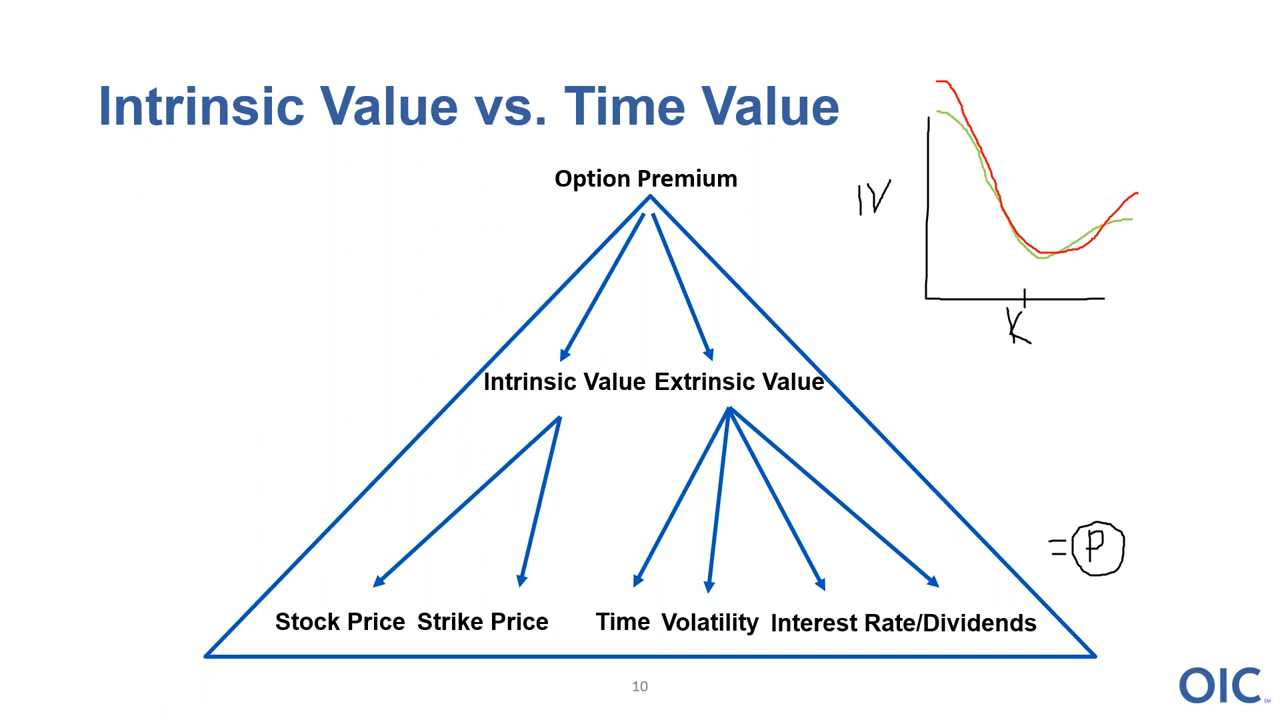 Intrinsic Value vs. Time Value
Option Premium
IV
K
Intrinsic Value Extrinsic Value
= P
Stock Price Strike Price Time Volatility Interest Rate/Dividends
10
OIC